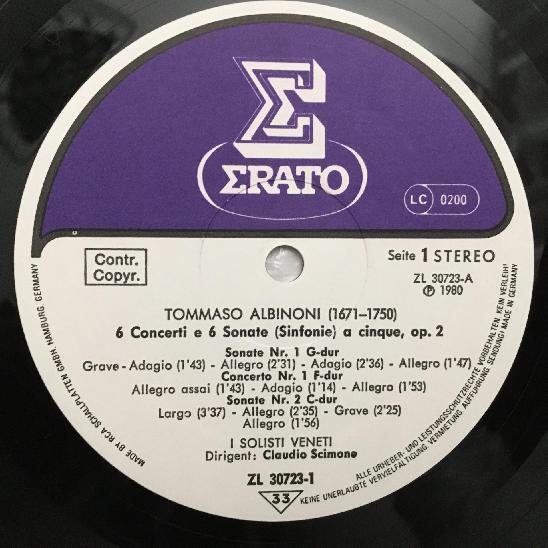 ΣRATO
LC 0200
Contr.
Copyr.
Seite 1 STEREO
ZL 30723-A
℗ 1980
TOMMASO ALBINONI (1671–1750)
6 Concerti e 6 Sonate (Sinfonie) a cinque, op. 2
Sonate Nr. 1 G-dur
Grave - Adagio (1'43) - Allegro (2'31) - Adagio (2'36) - Allegro (1'47)
Concerto Nr. 1 F-dur
Allegro assai (1'43) - Adagio (1'14) - Allegro (1'53)
Sonate Nr. 2 C-dur
Largo (3'37) - Allegro (2'35) - Grave (2'25)
Allegro (1'56)
I SOLISTI VENETI
Dirigent: Claudio Scimone
ZL 30723-1
33
MADE BY RCA SCHALLPLATTEN GMBH HAMBURG, GERMANY
ALLE URHEBER- UND LEISTUNGSSCHUTZRECHTE VORBEHALTEN. KEIN VERLEIH!
KEINE UNERLAUBTE VERVIELFÄLTIGUNG, VERMIETUNG, AUFFÜHRUNG, SENDUNG! MADE IN GERMANY